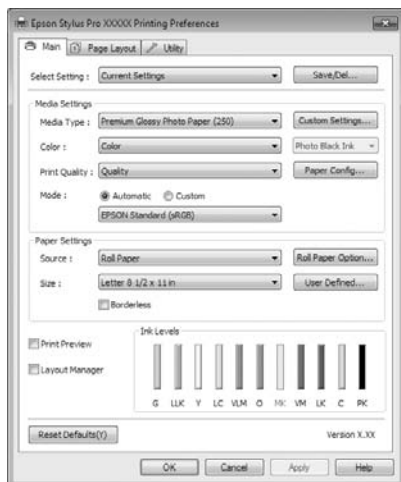 Epson Stylus Pro XXXXX Printing Preferences
Main Page Layout Utility
Select Setting : Current Settings Save/Del...
Media Settings
Media Type : Premium Glossy Photo Paper (250) Custom Settings...
Color : Color Photo Black Ink
Print Quality : Quality Paper Config...
Mode : Automatic Custom
EPSON Standard (sRGB)
Paper Settings
Source : Roll Paper Roll Paper Option...
Size : Letter 8 1/2 x 11 in User Defined...
Borderless
Print Preview
Layout Manager
Ink Levels
G LLK Y LC VLM O MK VM LK C PK
Reset Defaults(Y) Version X.XX
OK Cancel Apply Help